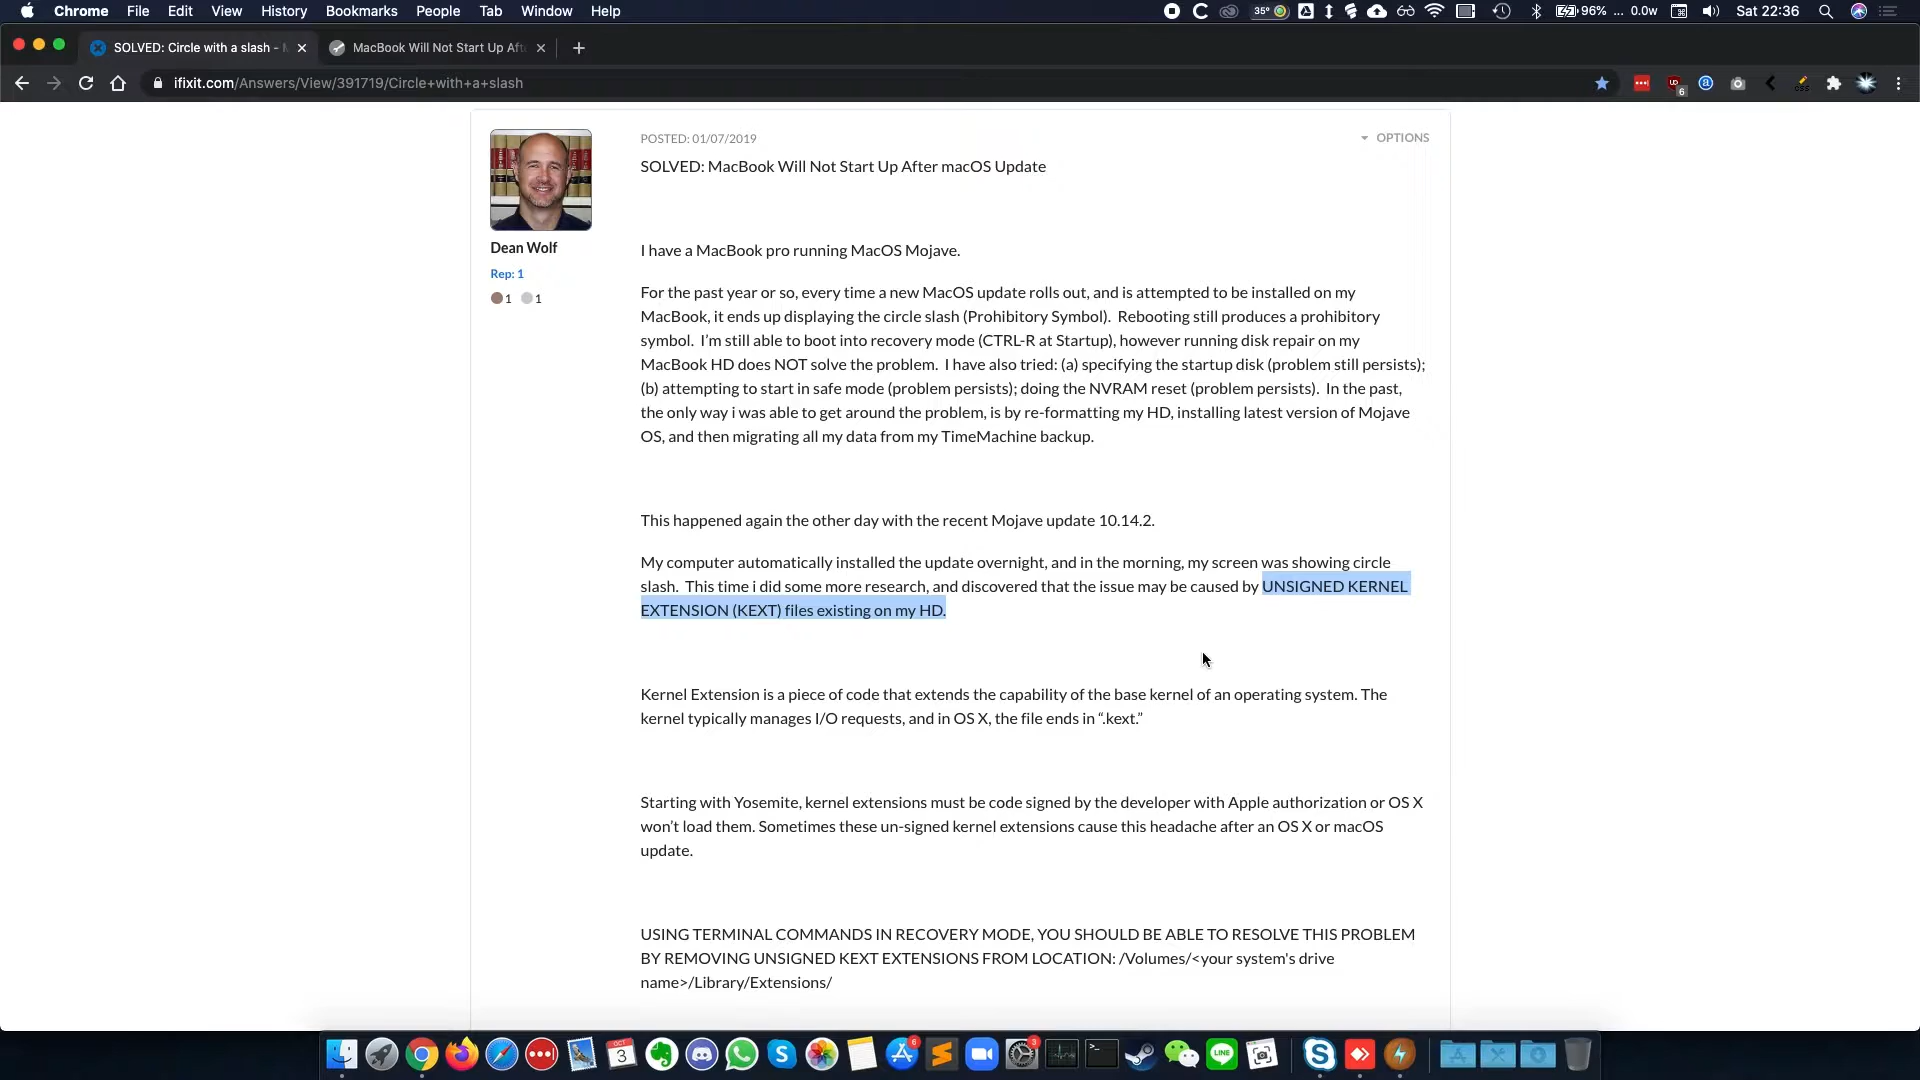 Chrome File Edit View History Bookmarks People Tab Window Help 35° 96% ... 0.0w Sat 22:36
SOLVED: Circle with a slash - MacBook Will Not Start Up Aft
ifixit.com/Answers/View/391719/Circle+with+a+slash 6
POSTED: 01/07/2019 OPTIONS
SOLVED: MacBook Will Not Start Up After macOS Update
Dean Wolf
Rep: 1
1 1
I have a MacBook pro running MacOS Mojave.
For the past year or so, every time a new MacOS update rolls out, and is attempted to be installed on my
MacBook, it ends up displaying the circle slash (Prohibitory Symbol). Rebooting still produces a prohibitory
symbol. I’m still able to boot into recovery mode (CTRL-R at Startup), however running disk repair on my
MacBook HD does NOT solve the problem. I have also tried: (a) specifying the startup disk (problem still persists);
(b) attempting to start in safe mode (problem persists); doing the NVRAM reset (problem persists). In the past,
the only way i was able to get around the problem, is by re-formatting my HD, installing latest version of Mojave
OS, and then migrating all my data from my TimeMachine backup.
This happened again the other day with the recent Mojave update 10.14.2.
My computer automatically installed the update overnight, and in the morning, my screen was showing circle
slash. This time i did some more research, and discovered that the issue may be caused by UNSIGNED KERNEL
EXTENSION (KEXT) files existing on my HD.
Kernel Extension is a piece of code that extends the capability of the base kernel of an operating system. The
kernel typically manages I/O requests, and in OS X, the file ends in “.kext.”
Starting with Yosemite, kernel extensions must be code signed by the developer with Apple authorization or OS X
won’t load them. Sometimes these un-signed kernel extensions cause this headache after an OS X or macOS
update.
USING TERMINAL COMMANDS IN RECOVERY MODE, YOU SHOULD BE ABLE TO RESOLVE THIS PROBLEM
BY REMOVING UNSIGNED KEXT EXTENSIONS FROM LOCATION: /Volumes/<your system's drive
name>/Library/Extensions/
OCT 3 6 3 LINE